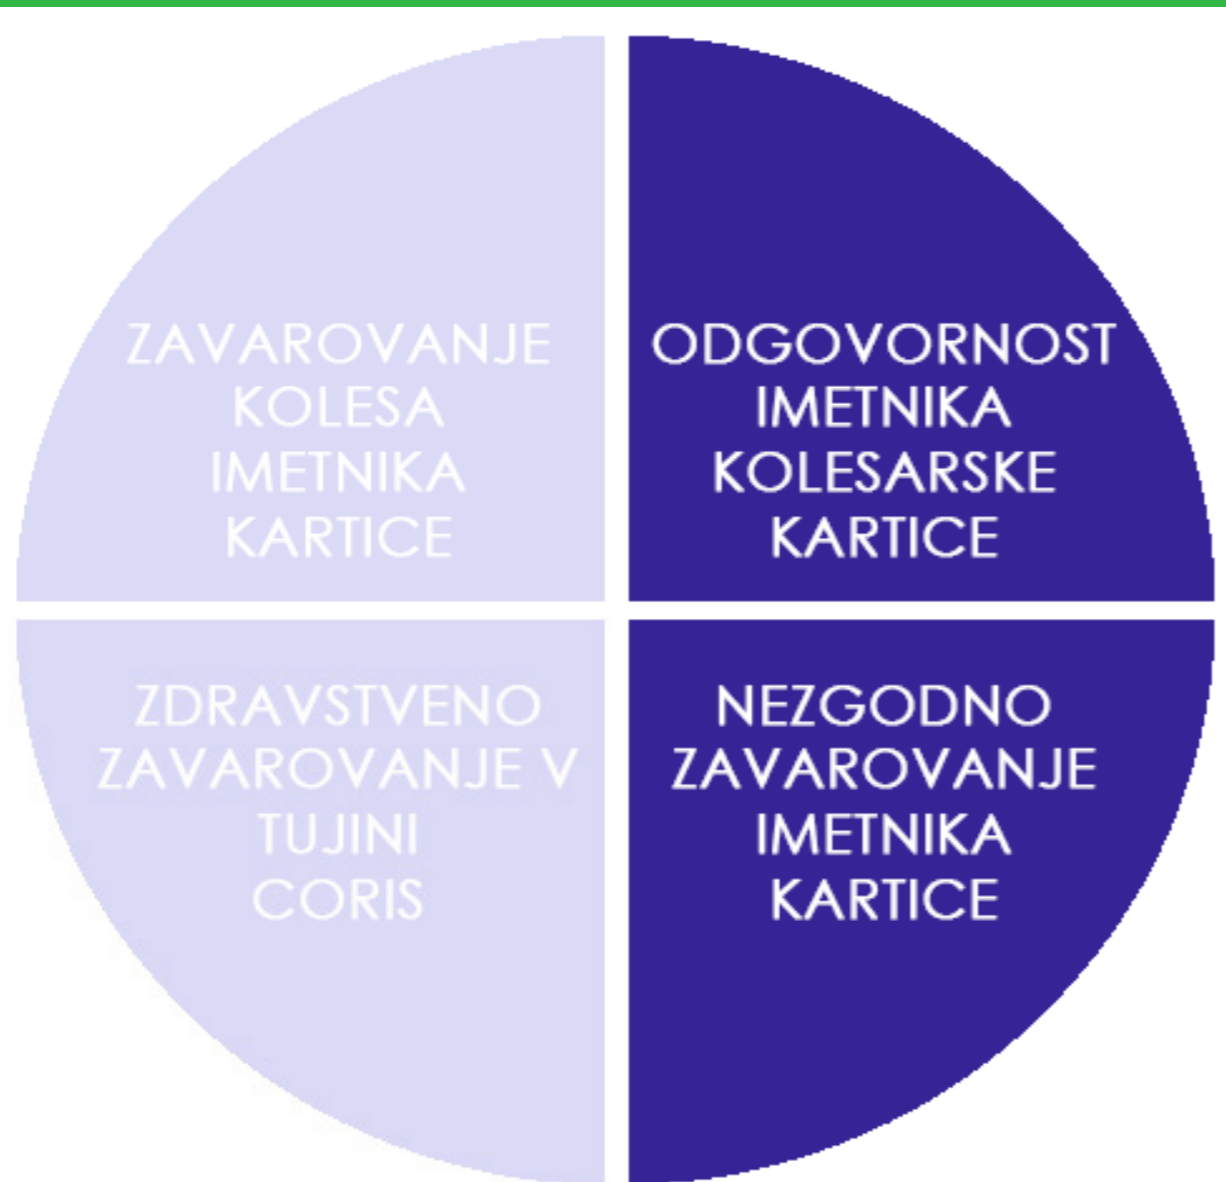 ZAVAROVANJE
KOLESA
IMETNIKA
KARTICE
ODGOVORNOST
IMETNIKA
KOLESARSKE
KARTICE
ZDRAVSTVENO
ZAVAROVANJE V
TUJINI
CORIS
NEZGODNO
ZAVAROVANJE
IMETNIKA
KARTICE